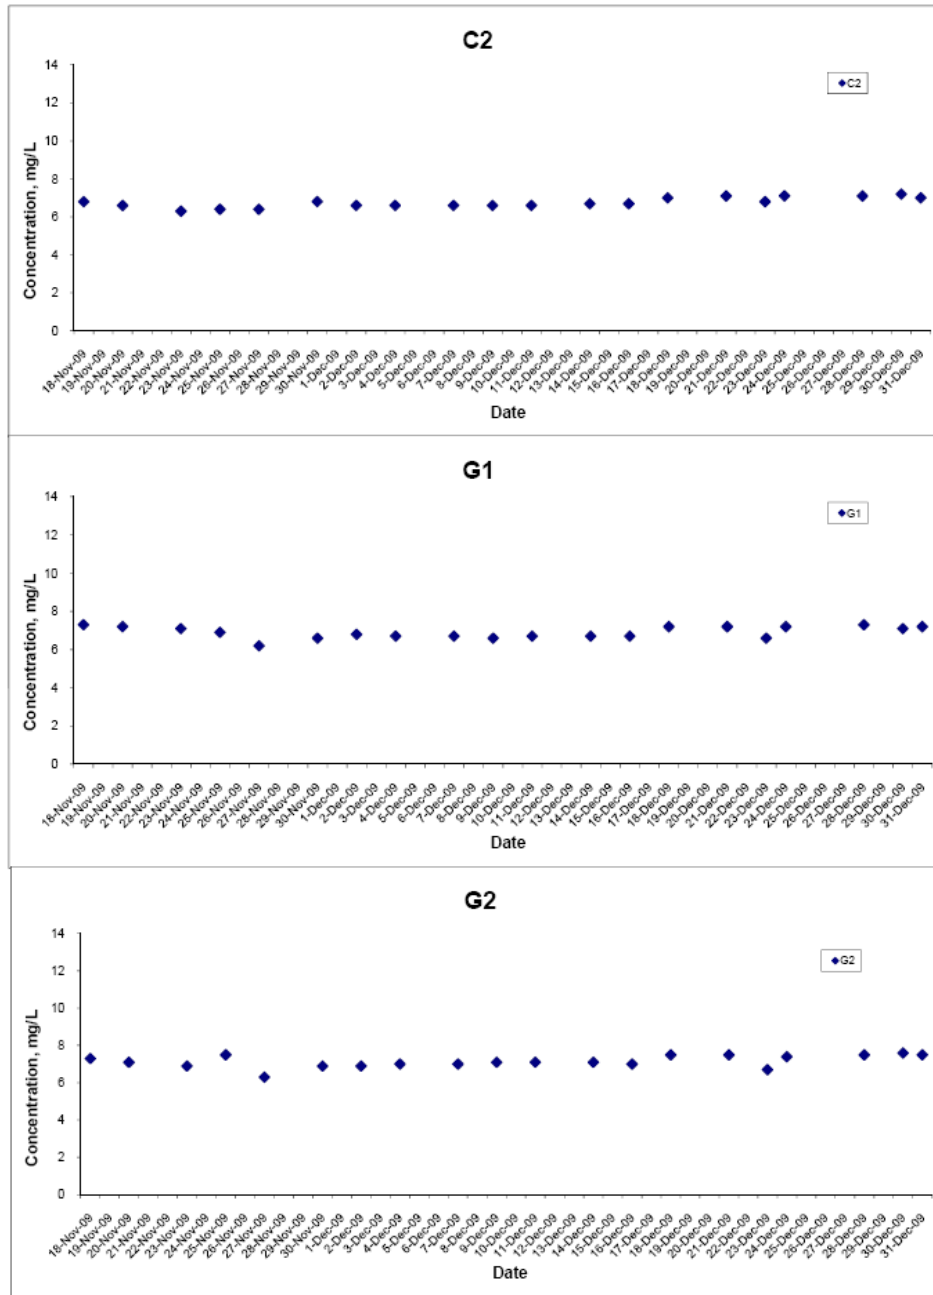 C2
14
C2
12
10
8
6
4
2
0
Concentration, mg/L
18-Nov-09 19-Nov-09 20-Nov-09 21-Nov-09 22-Nov-09 23-Nov-09 24-Nov-09 25-Nov-09 26-Nov-09 27-Nov-09 28-Nov-09 29-Nov-09 30-Nov-09 1-Dec-09 2-Dec-09 3-Dec-09 4-Dec-09 5-Dec-09 6-Dec-09 7-Dec-09 8-Dec-09 9-Dec-09 10-Dec-09 11-Dec-09 12-Dec-09 13-Dec-09 14-Dec-09 15-Dec-09 16-Dec-09 17-Dec-09 18-Dec-09 19-Dec-09 20-Dec-09 21-Dec-09 22-Dec-09 23-Dec-09 24-Dec-09 25-Dec-09 26-Dec-09 27-Dec-09 28-Dec-09 29-Dec-09 30-Dec-09 31-Dec-09
Date
G1
14
G1
12
10
8
6
4
2
0
Concentration, mg/L
18-Nov-09 19-Nov-09 20-Nov-09 21-Nov-09 22-Nov-09 23-Nov-09 24-Nov-09 25-Nov-09 26-Nov-09 27-Nov-09 28-Nov-09 29-Nov-09 30-Nov-09 1-Dec-09 2-Dec-09 3-Dec-09 4-Dec-09 5-Dec-09 6-Dec-09 7-Dec-09 8-Dec-09 9-Dec-09 10-Dec-09 11-Dec-09 12-Dec-09 13-Dec-09 14-Dec-09 15-Dec-09 16-Dec-09 17-Dec-09 18-Dec-09 19-Dec-09 20-Dec-09 21-Dec-09 22-Dec-09 23-Dec-09 24-Dec-09 25-Dec-09 26-Dec-09 27-Dec-09 28-Dec-09 29-Dec-09 30-Dec-09 31-Dec-09
Date
G2
14
G2
12
10
8
6
4
2
0
Concentration, mg/L
18-Nov-09 19-Nov-09 20-Nov-09 21-Nov-09 22-Nov-09 23-Nov-09 24-Nov-09 25-Nov-09 26-Nov-09 27-Nov-09 28-Nov-09 29-Nov-09 30-Nov-09 1-Dec-09 2-Dec-09 3-Dec-09 4-Dec-09 5-Dec-09 6-Dec-09 7-Dec-09 8-Dec-09 9-Dec-09 10-Dec-09 11-Dec-09 12-Dec-09 13-Dec-09 14-Dec-09 15-Dec-09 16-Dec-09 17-Dec-09 18-Dec-09 19-Dec-09 20-Dec-09 21-Dec-09 22-Dec-09 23-Dec-09 24-Dec-09 25-Dec-09 26-Dec-09 27-Dec-09 28-Dec-09 29-Dec-09 30-Dec-09 31-Dec-09
Date